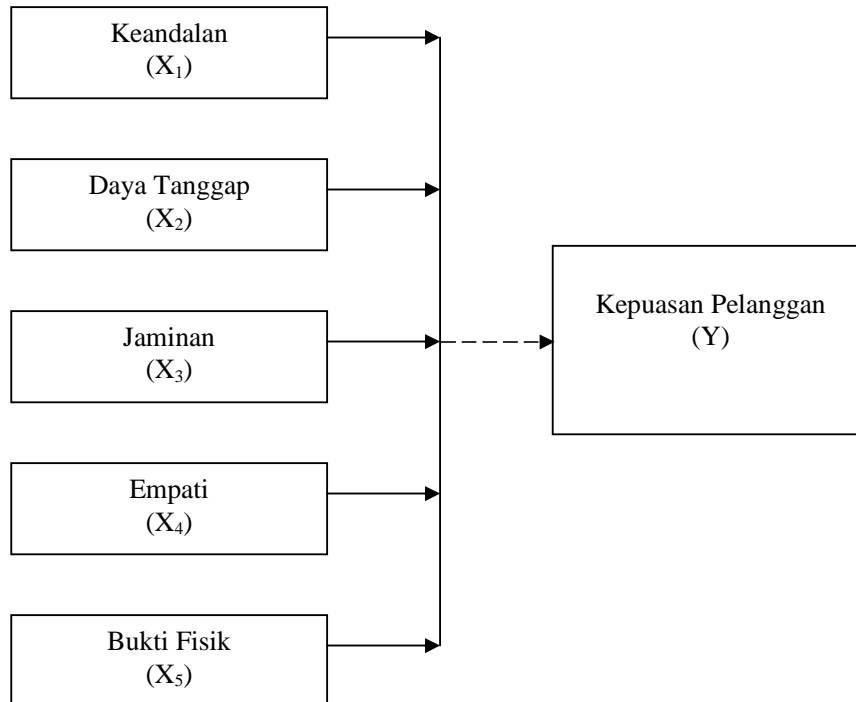 Keandalan
(X₁)
Daya Tanggap
(X₂)
Jaminan
(X₃)
Empati
(X₄)
Bukti Fisik
(X₅)
Kepuasan Pelanggan
(Y)